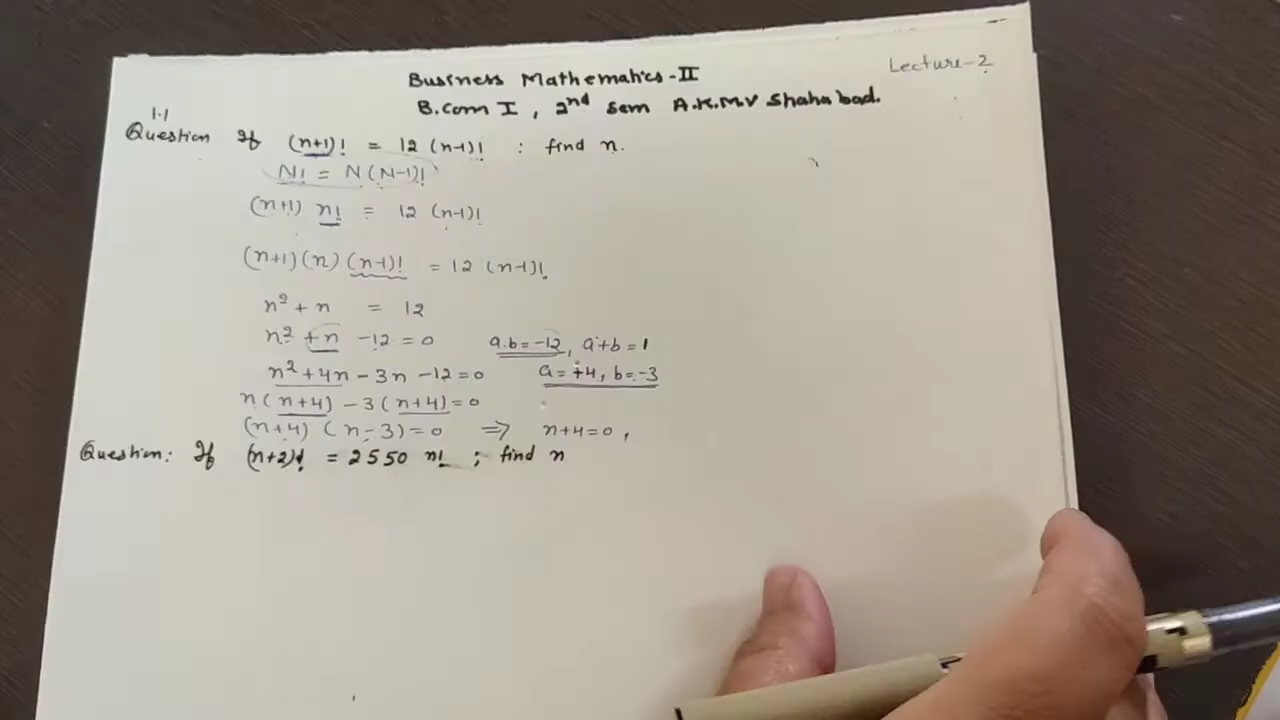 Lecture-2
Business Mathematics-II
B.com I, 2nd Sem A.K.M.V Shahabad.
1.1
Question If (n+1)! = 12 (n-1)! : find n.
N! = N(N-1)!
(n+1) n! = 12 (n-1)!
(n+1)(n)(n-1)! = 12 (n-1)!
n² + n = 12
n² + n - 12 = 0 a.b = -12, a+b = 1
n² + 4n - 3n - 12 = 0 a = +4, b = -3
n(n+4) - 3(n+4) = 0
(n+4) (n-3) = 0 ⇒ n+4 = 0,
Question: If (n+2)! = 2550 n! ; find n